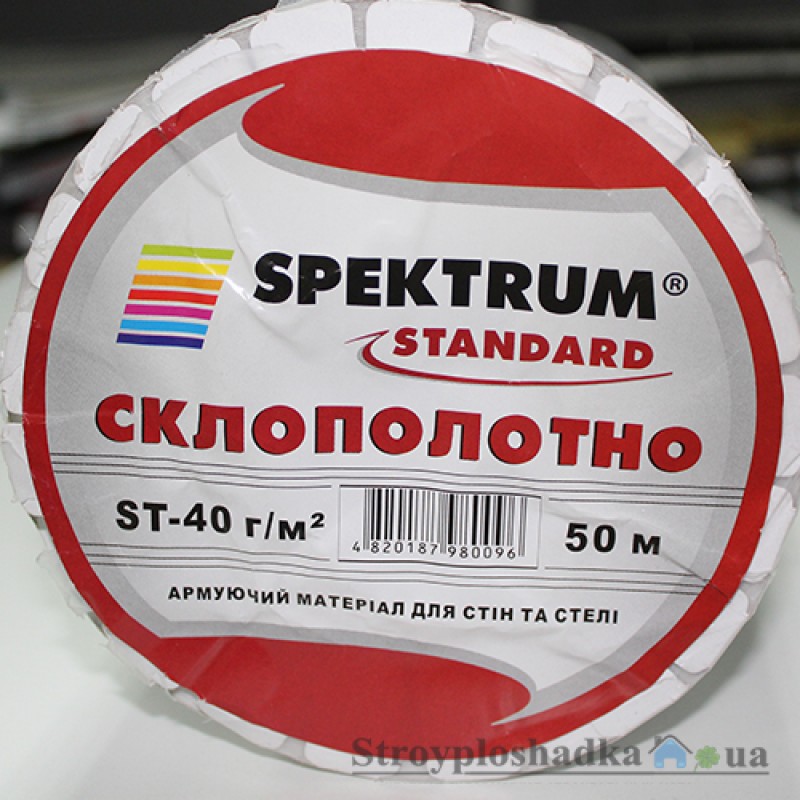 SPEKTRUM®
STANDARD
СКЛОПОЛОТНО
ST-40 г/м² 50 м
4 820187 980096
АРМУЮЧИЙ МАТЕРІАЛ ДЛЯ СТІН ТА СТЕЛІ
Stroyploshadka.ua